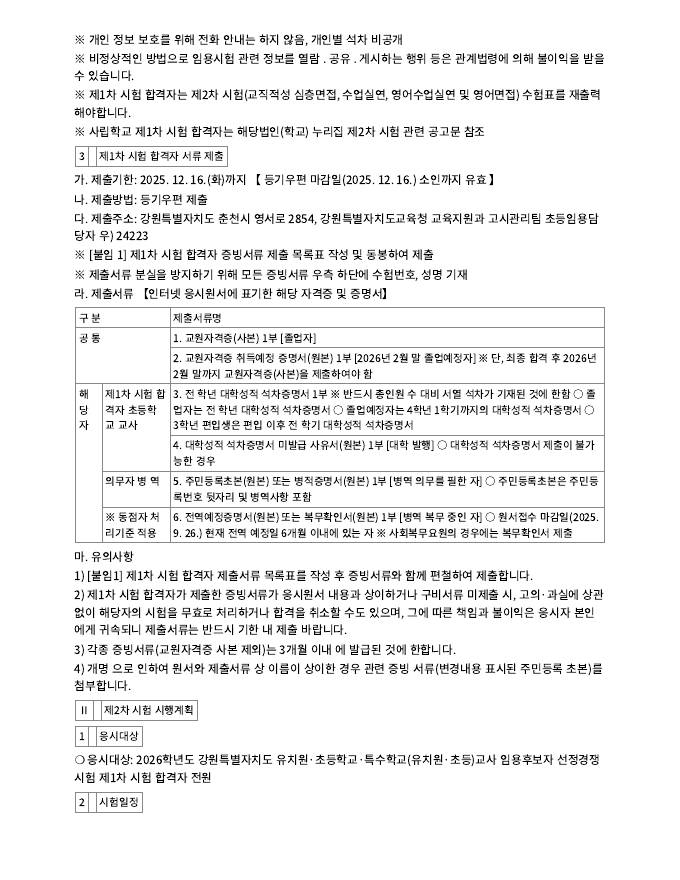 ※ 개인 정보 보호를 위해 전화 안내는 하지 않음, 개인별 석차 비공개
※ 비정상적인 방법으로 임용시험 관련 정보를 열람 . 공유 . 게시하는 행위 등은 관계법령에 의해 불이익을 받을
수 있습니다.
※ 제1차 시험 합격자는 제2차 시험(교직적성 심층면접, 수업실연, 영어수업실연 및 영어면접) 수험표를 재출력
해야합니다.
※ 사립학교 제1차 시험 합격자는 해당법인(학교) 누리집 제2차 시험 관련 공고문 참조
3 제1차 시험 합격자 서류 제출
가. 제출기한: 2025. 12. 16.(화)까지 【 등기우편 마감일(2025. 12. 16.) 소인까지 유효 】
나. 제출방법: 등기우편 제출
다. 제출주소: 강원특별자치도 춘천시 영서로 2854, 강원특별자치도교육청 교육지원과 고시관리팀 초등임용담
당자 우) 24223
※ [붙임 1] 제1차 시험 합격자 증빙서류 제출 목록표 작성 및 동봉하여 제출
※ 제출서류 분실을 방지하기 위해 모든 증빙서류 우측 하단에 수험번호, 성명 기재
라. 제출서류 【인터넷 응시원서에 표기한 해당 자격증 및 증명서】
구 분 제출서류명
공 통 1. 교원자격증(사본) 1부 [졸업자]
2. 교원자격증 취득예정 증명서(원본) 1부 [2026년 2월 말 졸업예정자] ※ 단, 최종 합격 후 2026년
2월 말까지 교원자격증(사본)을 제출하여야 함
해 제1차 시험 합 3. 전 학년 대학성적 석차증명서 1부 ※ 반드시 총인원 수 대비 서열 석차가 기재된 것에 한함 ○ 졸
당 격자 초등학 업자는 전 학년 대학성적 석차증명서 ○ 졸업예정자는 4학년 1학기까지의 대학성적 석차증명서 ○
자 교 교사 3학년 편입생은 편입 이후 전 학기 대학성적 석차증명서
4. 대학성적 석차증명서 미발급 사유서(원본) 1부 [대학 발행] ○ 대학성적 석차증명서 제출이 불가
능한 경우
의무자 병 역 5. 주민등록초본(원본) 또는 병적증명서(원본) 1부 [병역 의무를 필한 자] ○ 주민등록초본은 주민등
록번호 뒷자리 및 병역사항 포함
※ 동점자 처 6. 전역예정증명서(원본) 또는 복무확인서(원본) 1부 [병역 복무 중인 자] ○ 원서접수 마감일(2025.
리기준 적용 9. 26.) 현재 전역 예정일 6개월 이내에 있는 자 ※ 사회복무요원의 경우에는 복무확인서 제출
마. 유의사항
1) [붙임1] 제1차 시험 합격자 제출서류 목록표를 작성 후 증빙서류와 함께 편철하여 제출합니다.
2) 제1차 시험 합격자가 제출한 증빙서류가 응시원서 내용과 상이하거나 구비서류 미제출 시, 고의·과실에 상관
없이 해당자의 시험을 무효로 처리하거나 합격을 취소할 수도 있으며, 그에 따른 책임과 불이익은 응시자 본인
에게 귀속되니 제출서류는 반드시 기한 내 제출 바랍니다.
3) 각종 증빙서류(교원자격증 사본 제외)는 3개월 이내 에 발급된 것에 한합니다.
4) 개명 으로 인하여 원서와 제출서류 상 이름이 상이한 경우 관련 증빙 서류(변경내용 표시된 주민등록 초본)를
첨부합니다.
Ⅱ 제2차 시험 시행계획
1 응시대상
❍ 응시대상: 2026학년도 강원특별자치도 유치원·초등학교·특수학교(유치원·초등)교사 임용후보자 선정경쟁
시험 제1차 시험 합격자 전원
2 시험일정